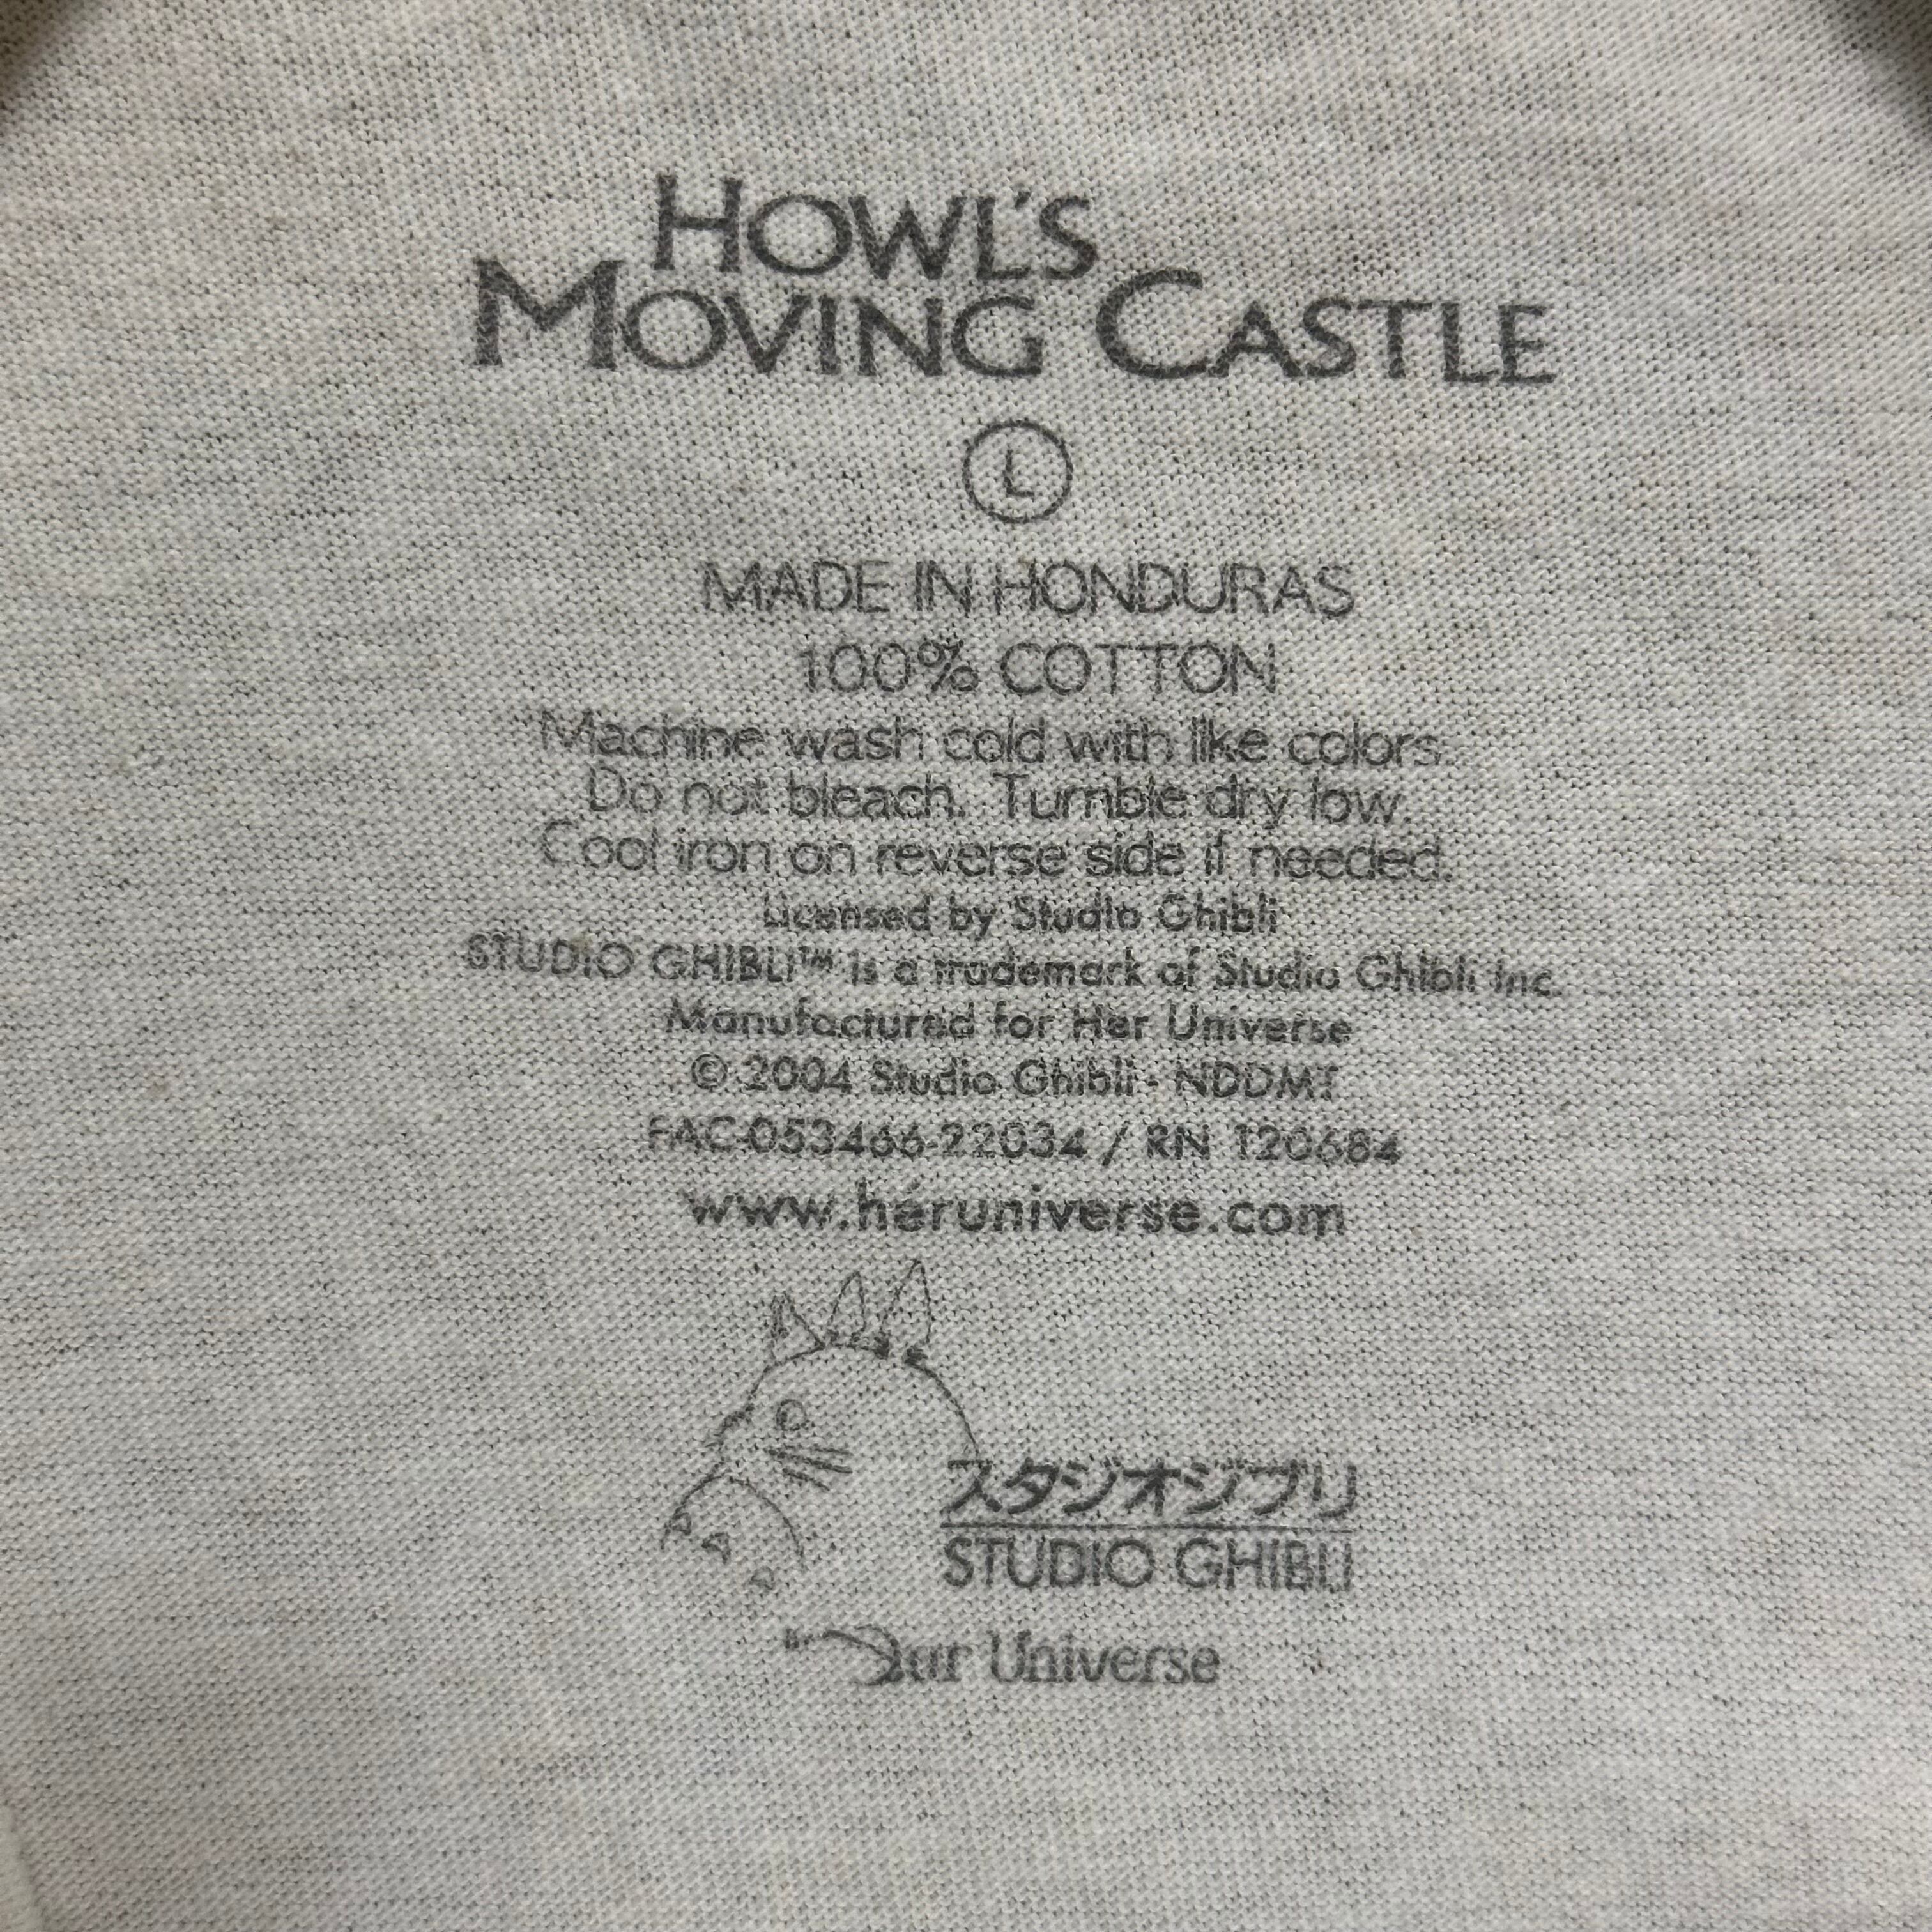 HOWL'S
MOVING CASTLE
L
MADE IN HONDURAS
100% COTTON
Machine wash cold with like colors.
Do not bleach. Tumble dry low.
Cool iron on reverse side if needed.
Licensed by Studio Ghibli
STUDIO GHIBLI™ is a trademark of Studio Ghibli Inc.
Manufactured for Her Universe
© 2004 Studio Ghibli - NDDMT
FAC-053466-22034 / RN 120684
www.heruniverse.com
スタジオジブリ
STUDIO GHIBLI
Her Universe